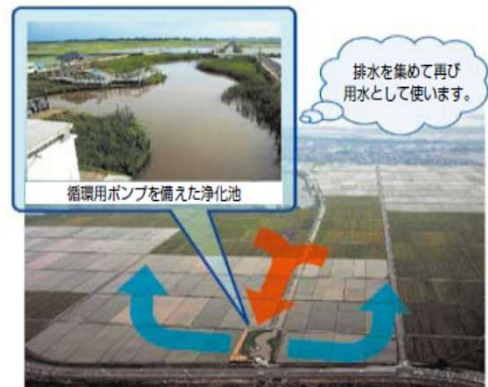 排水を集めて再び
用水として使います。
循環用ポンプを備えた浄化池